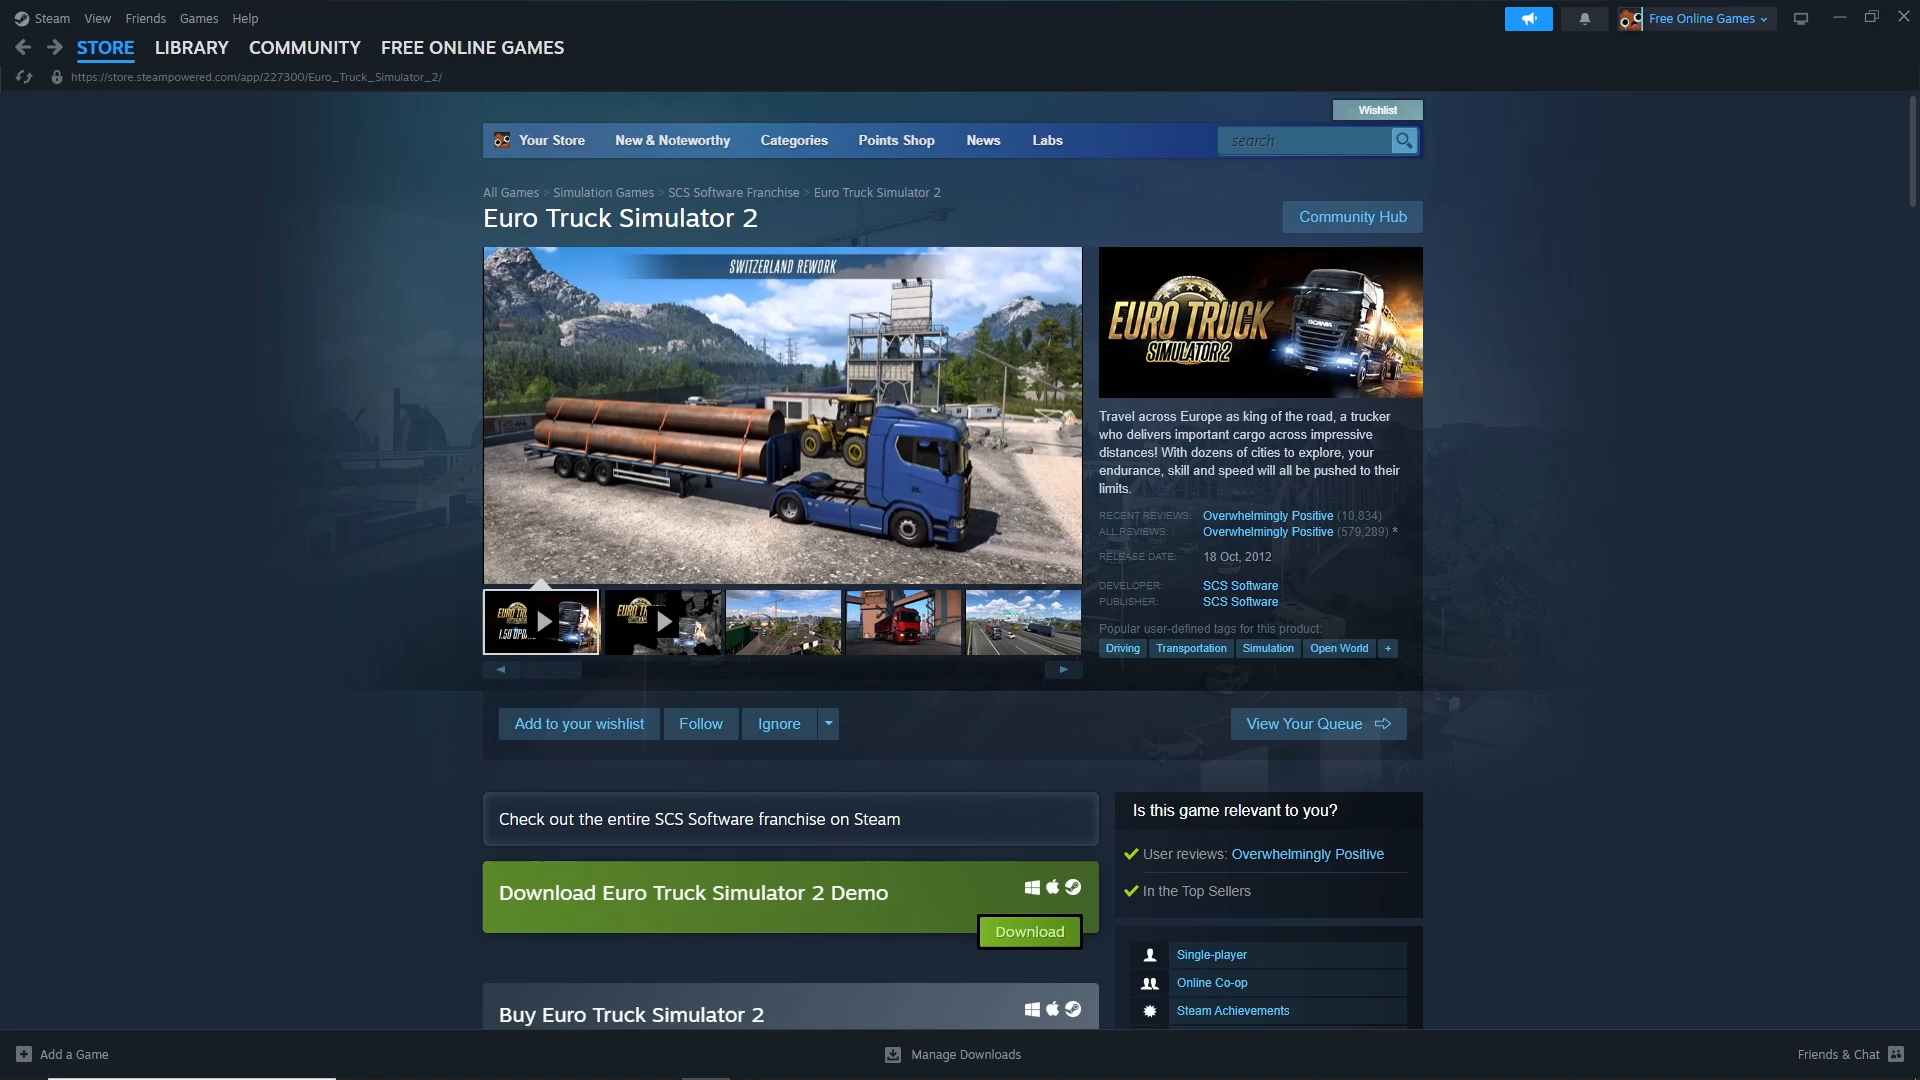 Steam View Friends Games Help
Free Online Games
STORE LIBRARY COMMUNITY FREE ONLINE GAMES
https://store.steampowered.com/app/227300/Euro_Truck_Simulator_2/
Wishlist
Your Store New & Noteworthy Categories Points Shop News Labs
search
All Games > Simulation Games > SCS Software Franchise > Euro Truck Simulator 2
Euro Truck Simulator 2
Community Hub
SWITZERLAND REWORK
EURO TRUCK
SIMULATOR 2
SCANIA
Travel across Europe as king of the road, a trucker
who delivers important cargo across impressive
distances! With dozens of cities to explore, your
endurance, skill and speed will all be pushed to their
limits.
RECENT REVIEWS: Overwhelmingly Positive (10,834)
ALL REVIEWS: Overwhelmingly Positive (579,289) *
RELEASE DATE: 18 Oct, 2012
DEVELOPER: SCS Software
PUBLISHER: SCS Software
Popular user-defined tags for this product:
Driving Transportation Simulation Open World +
Add to your wishlist Follow Ignore
View Your Queue
Check out the entire SCS Software franchise on Steam
Download Euro Truck Simulator 2 Demo
Download
Buy Euro Truck Simulator 2
Is this game relevant to you?
User reviews: Overwhelmingly Positive
In the Top Sellers
Single-player
Online Co-op
Steam Achievements
Add a Game
Manage Downloads
Friends & Chat